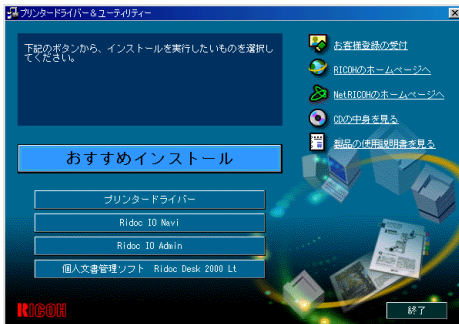 プリンタードライバー＆ユーティリティー
下記のボタンから、インストールを実行したいものを選択し
てください。
お客様登録の受付
RICOHのホームページへ
NetRICOHのホームページへ
CDの中身を見る
製品の使用説明書を見る
おすすめインストール
プリンタードライバー
Ridoc IO Navi
Ridoc IO Admin
個人文書管理ソフト Ridoc Desk 2000 Lt
RICOH
終了